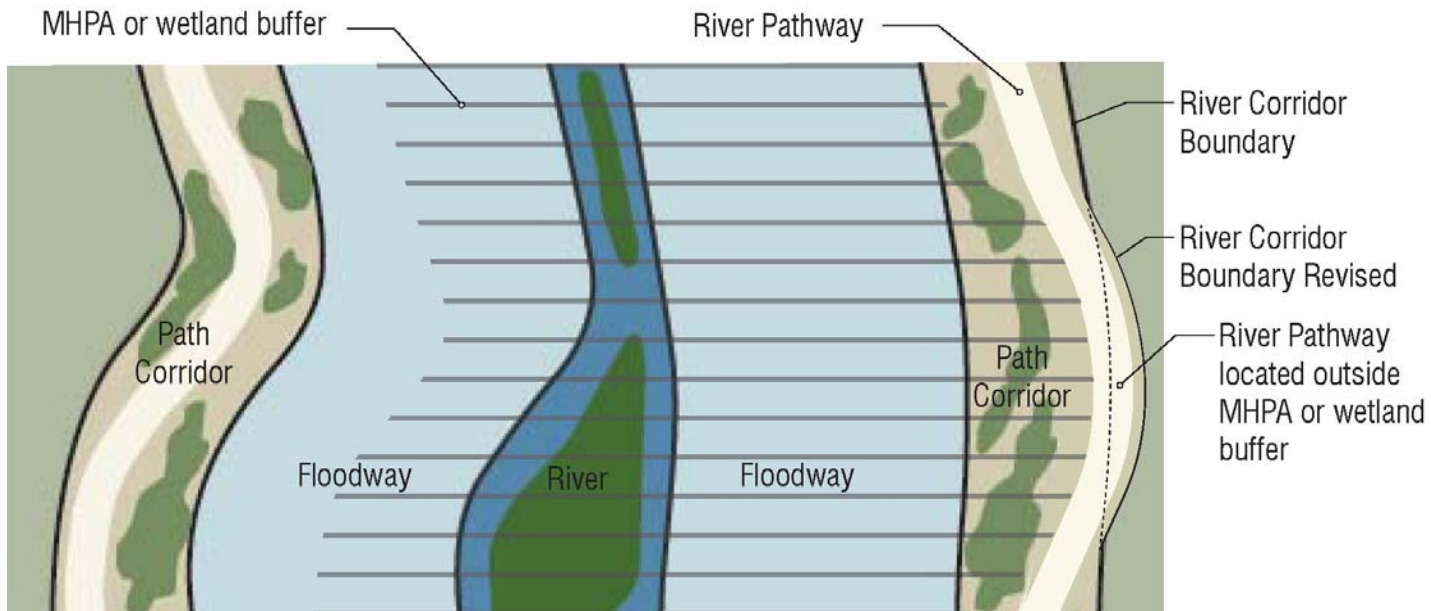 MHPA or wetland buffer
River Pathway
River Corridor
Boundary
River Corridor
Boundary Revised
River Pathway
located outside
MHPA or wetland
buffer
Path
Corridor
Path
Corridor
Floodway
River
Floodway